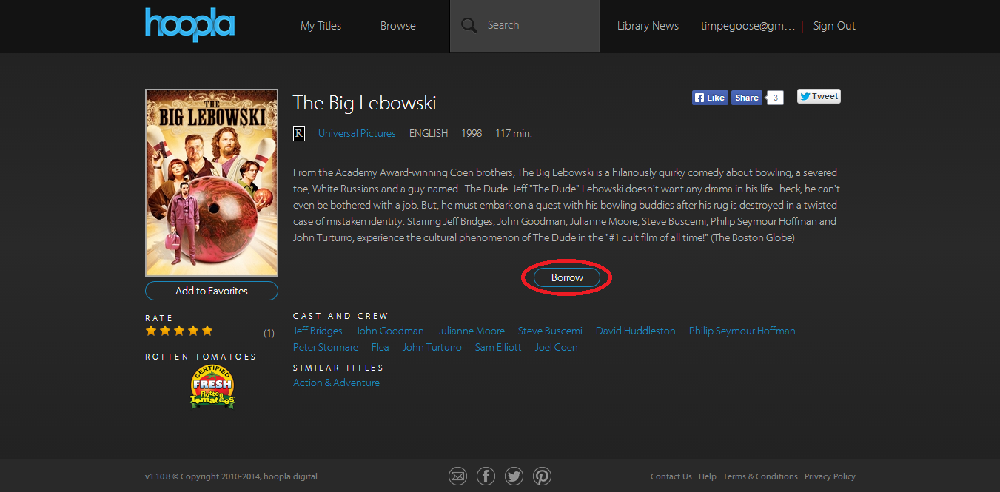 hoopla
My Titles
Browse
Search
Library News
timpegoose@gm...
|
Sign Out
THE
BIG LEBOWSKI
Add to Favorites
RATE
(1)
ROTTEN TOMATOES
CERTIFIED
FRESH
Rotten
Tomatoes
The Big Lebowski
Like
Share
3
Tweet
R Universal Pictures ENGLISH 1998 117 min.
From the Academy Award-winning Coen brothers, The Big Lebowski is a hilariously quirky comedy about bowling, a severed
toe, White Russians and a guy named...The Dude. Jeff "The Dude" Lebowski doesn't want any drama in his life...heck, he can't
even be bothered with a job. But, he must embark on a quest with his bowling buddies after his rug is destroyed in a twisted
case of mistaken identity. Starring Jeff Bridges, John Goodman, Julianne Moore, Steve Buscemi, Philip Seymour Hoffman and
John Turturro, experience the cultural phenomenon of The Dude in the "#1 cult film of all time!" (The Boston Globe)
Borrow
CAST AND CREW
Jeff Bridges John Goodman Julianne Moore Steve Buscemi David Huddleston Philip Seymour Hoffman
Peter Stormare Flea John Turturro Sam Elliott Joel Coen
SIMILAR TITLES
Action & Adventure
v1.10.8 © Copyright 2010-2014, hoopla digital
Contact Us Help Terms & Conditions Privacy Policy